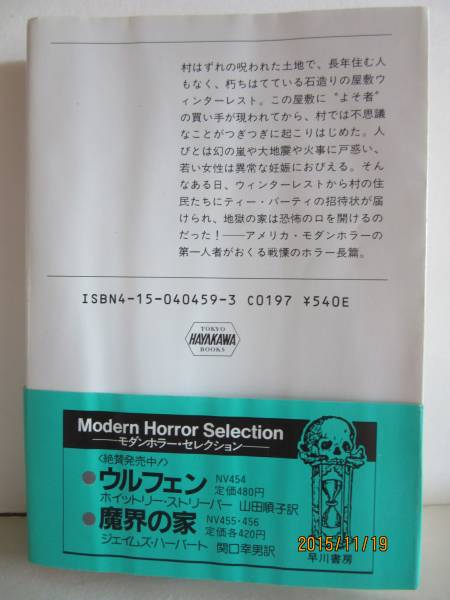 村はずれの呪われた土地で、長年住む人
もなく、朽ちはてている石造りの屋敷ウ
ィンターレスト。この屋敷に〝よそ者〟
の買い手が現われてから、村では不思議
なことがつぎつぎに起こりはじめた。人
びとは幻の嵐や大地震や火事に戸惑い、
若い女性は異常な妊娠におびえる。そん
なある日、ウィンターレストから村の住
民たちにティー・パーティの招待状が届
けられ、地獄の家は恐怖の口を開けるの
だった！──アメリカ・モダンホラーの
第一人者がおくる戦慄のホラー長篇。
ISBN4-15-040459-3 C0197 ¥540E
TOKYO
HAYAKAWA
BOOKS
Modern Horror Selection
モダンホラー・セレクション
〈絶賛発売中！〉
●ウルフェン NV454 定価480円
ホイットリー・ストリーバー 山田順子訳
●魔界の家 NV455・456 定価各420円
ジェイムズ・ハーバート 関口幸男訳
早川書房
2015/11/19